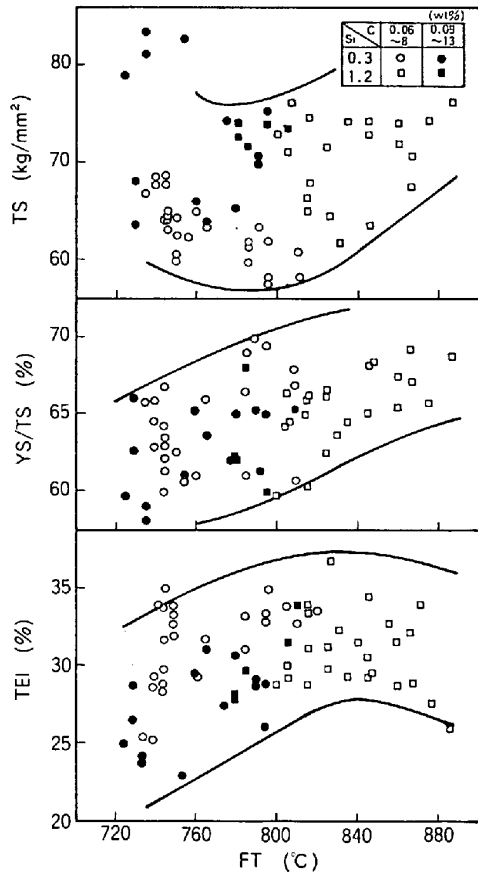 (wt%)
C 0.06 0.09
Si ~8 ~13
0.3
1.2
TS (kg/mm²)
80
70
60
YS/TS (%)
70
65
60
TEl (%)
35
30
25
20
720 760 800 840 880
FT (℃)